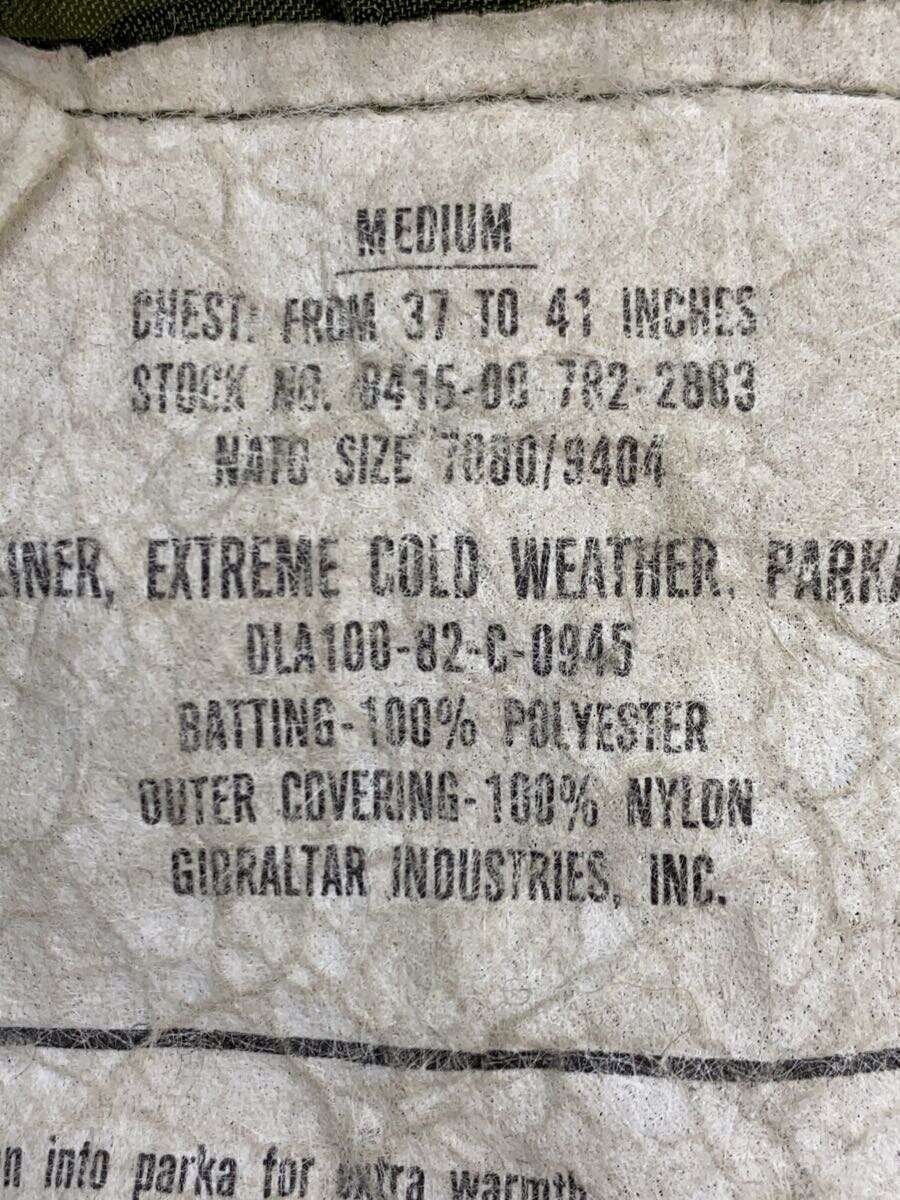 MEDIUM
CHEST: FROM 37 TO 41 INCHES
STOCK NO. 8415-00-782-2883
NATO SIZE 7080/9404
LINER, EXTREME COLD WEATHER, PARKA
DLA100-82-C-0945
BATTING-100% POLYESTER
OUTER COVERING-100% NYLON
GIBRALTAR INDUSTRIES, INC.
n into parka for extra warmth